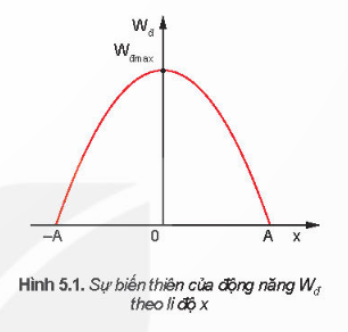 Wđ
Wđmax
–A 0 A x
Hình 5.1. Sự biến thiên của động năng Wđ
theo li độ x